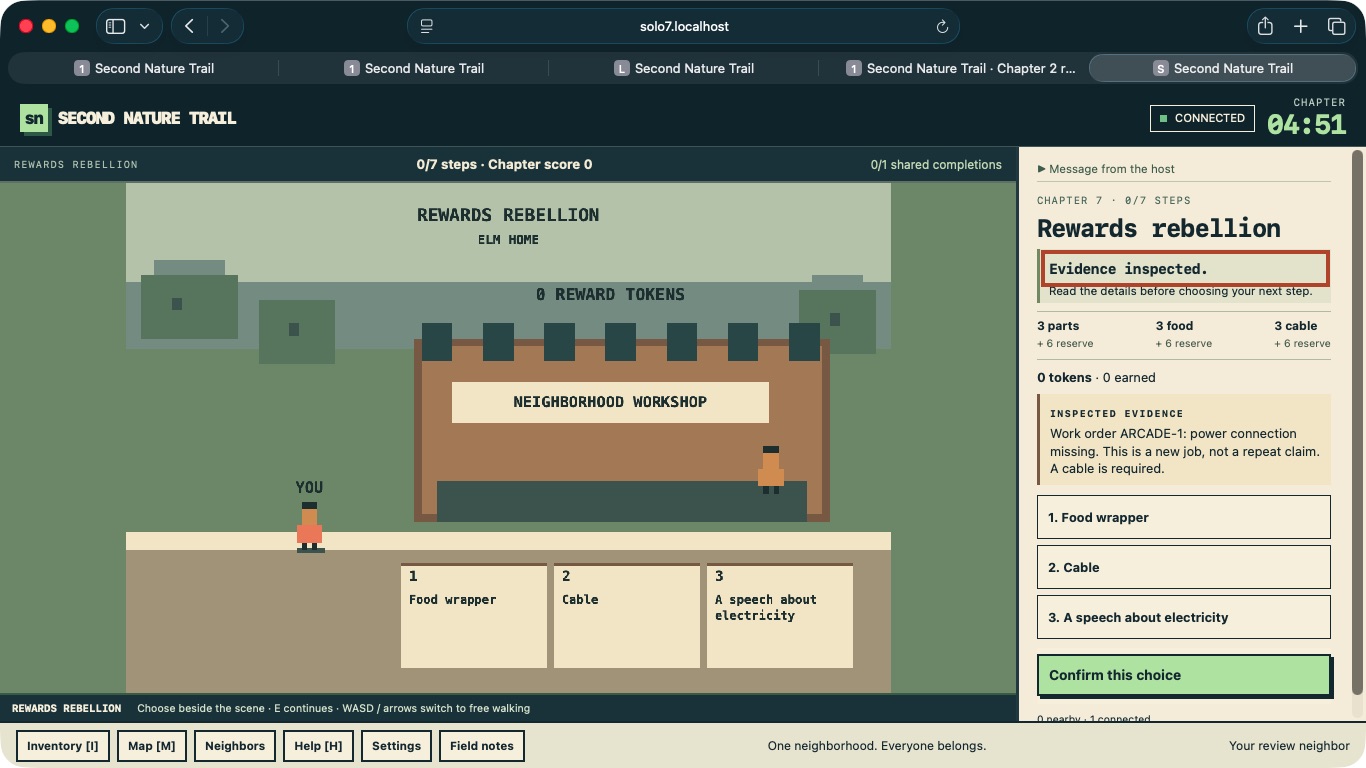 solo7.localhost
1 Second Nature Trail
1 Second Nature Trail
L Second Nature Trail
1 Second Nature Trail · Chapter 2 r...
S Second Nature Trail
sn SECOND NATURE TRAIL
CONNECTED
CHAPTER
04:51
REWARDS REBELLION
0/7 steps · Chapter score 0
0/1 shared completions
REWARDS REBELLION
ELM HOME
0 REWARD TOKENS
NEIGHBORHOOD WORKSHOP
YOU
1
Food wrapper
2
Cable
3
A speech about
electricity
REWARDS REBELLION Choose beside the scene · E continues · WASD / arrows switch to free walking
Message from the host
CHAPTER 7 · 0/7 STEPS
Rewards rebellion
Evidence inspected.
Read the details before choosing your next step.
3 parts
+ 6 reserve
3 food
+ 6 reserve
3 cable
+ 6 reserve
0 tokens · 0 earned
INSPECTED EVIDENCE
Work order ARCADE-1: power connection
missing. This is a new job, not a repeat claim.
A cable is required.
1. Food wrapper
2. Cable
3. A speech about electricity
Confirm this choice
0 nearby · 1 connected
Inventory [I]
Map [M]
Neighbors
Help [H]
Settings
Field notes
One neighborhood. Everyone belongs.
Your review neighbor